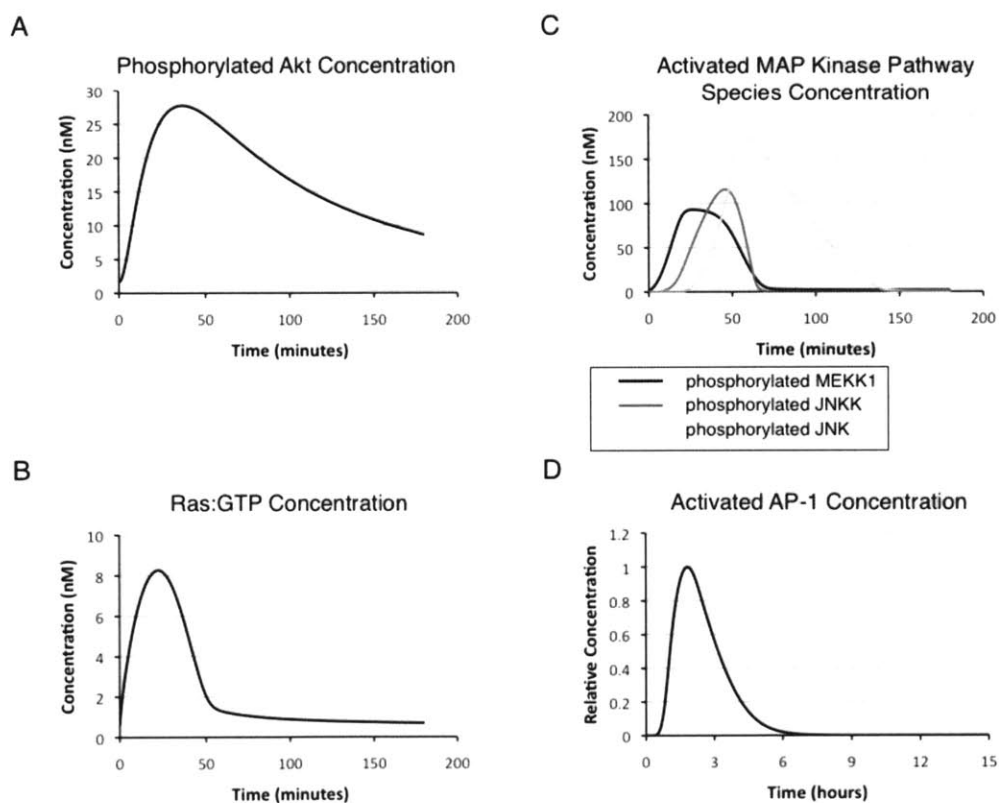 A
Phosphorylated Akt Concentration
Concentration (nM)
30
25
20
15
10
5
0
0 50 100 150 200
Time (minutes)
C
Activated MAP Kinase Pathway
Species Concentration
Concentration (nM)
200
150
100
50
0
0 50 100 150 200
Time (minutes)
phosphorylated MEKK1
phosphorylated JNKK
phosphorylated JNK
B
Ras:GTP Concentration
Concentration (nM)
10
8
6
4
2
0
0 50 100 150 200
Time (minutes)
D
Activated AP-1 Concentration
Relative Concentration
1.2
1
0.8
0.6
0.4
0.2
0
0 3 6 9 12 15
Time (hours)